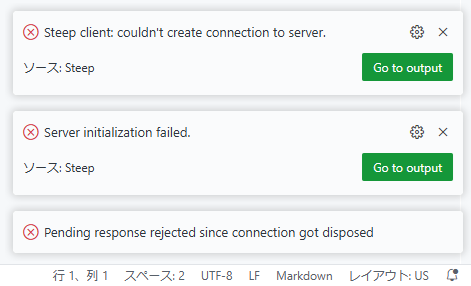 Steep client: couldn't create connection to server.
ソース: Steep
Go to output
Server initialization failed.
ソース: Steep
Go to output
Pending response rejected since connection got disposed
行 1、列 1 スペース: 2 UTF-8 LF Markdown レイアウト: US